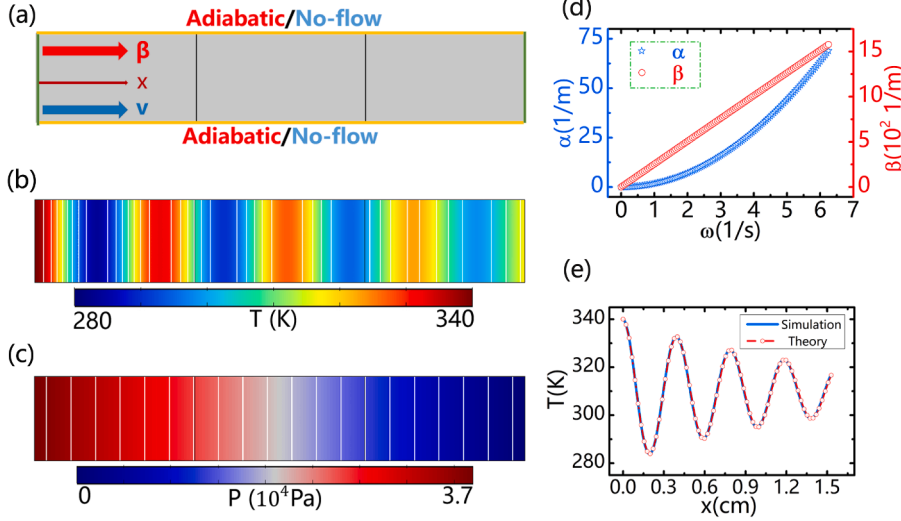 (a)
Adiabatic/No-flow
β
x
v
Adiabatic/No-flow
(b)
280
T (K)
340
(c)
0
P (10⁴Pa)
3.7
(d)
75
50
25
0
α(1/m)
α
β
15
10
5
0
β(10² 1/m)
0 1 2 3 4 5 6 7
ω(1/s)
(e)
340
320
300
280
T(K)
Simulation
Theory
0.0 0.3 0.6 0.9 1.2 1.5
x(cm)